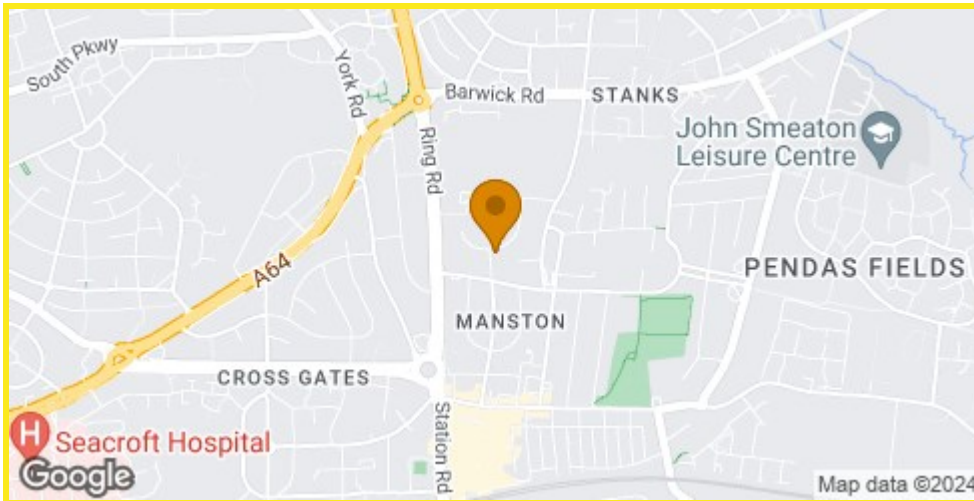 South Pkwy
York Rd
Barwick Rd
STANKS
John Smeaton
Leisure Centre
Ring Rd
A64
PENDAS FIELDS
MANSTON
CROSS GATES
Station Rd
H
Seacroft Hospital
Google
Map data ©2024